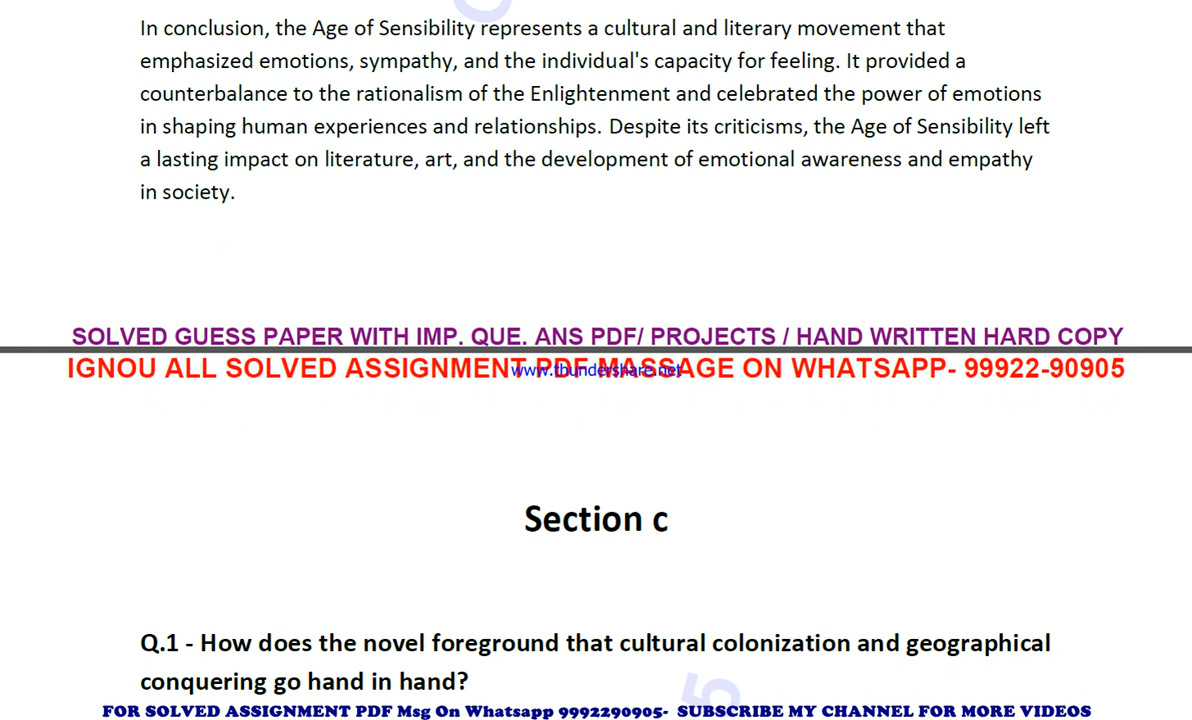 In conclusion, the Age of Sensibility represents a cultural and literary movement that
emphasized emotions, sympathy, and the individual's capacity for feeling. It provided a
counterbalance to the rationalism of the Enlightenment and celebrated the power of emotions
in shaping human experiences and relationships. Despite its criticisms, the Age of Sensibility left
a lasting impact on literature, art, and the development of emotional awareness and empathy
in society.
SOLVED GUESS PAPER WITH IMP. QUE. ANS PDF/ PROJECTS / HAND WRITTEN HARD COPY
IGNOU ALL SOLVED ASSIGNMENT PDF MASSAGE ON WHATSAPP- 99922-90905
www.thundershare.net
Section c
Q.1 - How does the novel foreground that cultural colonization and geographical
conquering go hand in hand?
FOR SOLVED ASSIGNMENT PDF Msg On Whatsapp 9992290905- SUBSCRIBE MY CHANNEL FOR MORE VIDEOS